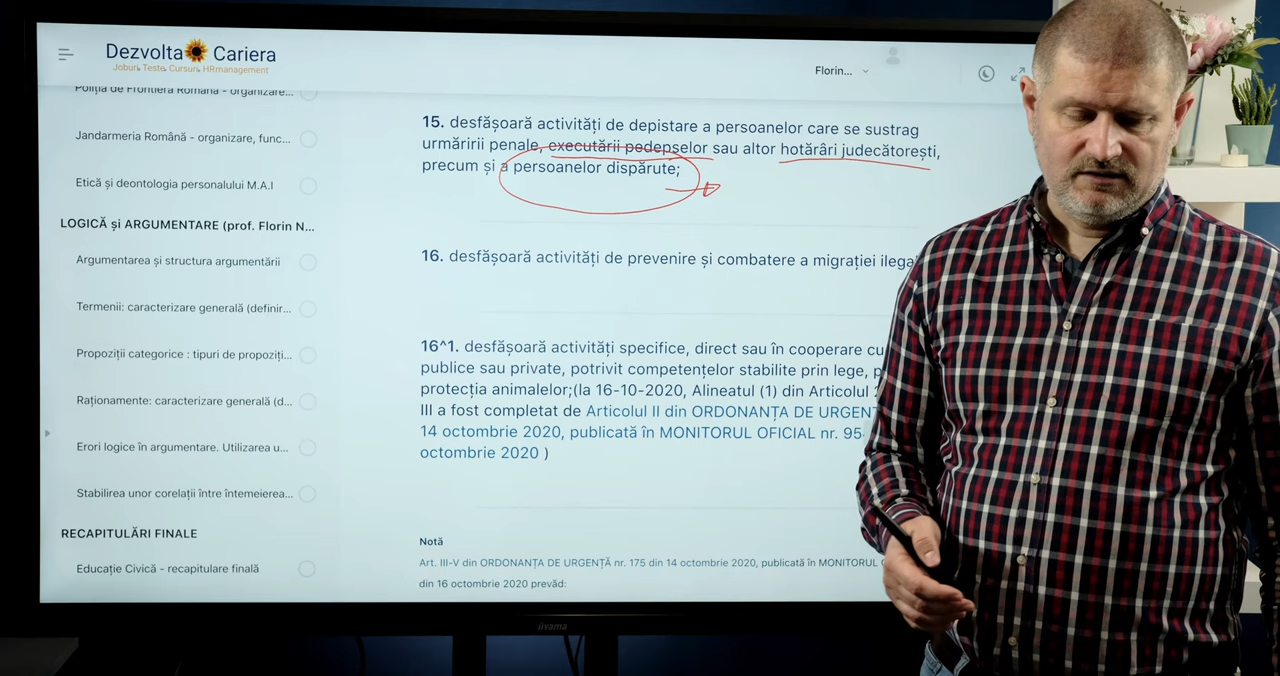 Dezvolta Cariera
Joburi, Teste, Cursuri, HRmanagement
Florin...
Poliția de Frontieră Română - organizare...
Jandarmeria Română - organizare, func...
Etică și deontologia personalului M.A.I
LOGICĂ și ARGUMENTARE (prof. Florin N...
Argumentarea și structura argumentării
Termenii: caracterizare generală (definir...
Propoziții categorice : tipuri de propoziți...
Raționamente: caracterizare generală (d...
Erori logice în argumentare. Utilizarea u...
Stabilirea unor corelații între întemeierea...
RECAPITULĂRI FINALE
Educație Civică - recapitulare finală
15. desfășoară activități de depistare a persoanelor care se sustrag
urmăririi penale, executării pedepselor sau altor hotărâri judecătorești,
precum și a persoanelor dispărute;
16. desfășoară activități de prevenire și combatere a migrației ilega
16^1. desfășoară activități specifice, direct sau în cooperare cu
publice sau private, potrivit competențelor stabilite prin lege, p
protecția animalelor;(la 16-10-2020, Alineatul (1) din Articolul
III a fost completat de Articolul II din ORDONANȚA DE URGENȚ
14 octombrie 2020, publicată în MONITORUL OFICIAL nr. 95
octombrie 2020 )
Notă
Art. III-V din ORDONANȚA DE URGENȚĂ nr. 175 din 14 octombrie 2020, publicată în MONITORUL
din 16 octombrie 2020 prevăd:
iiyama